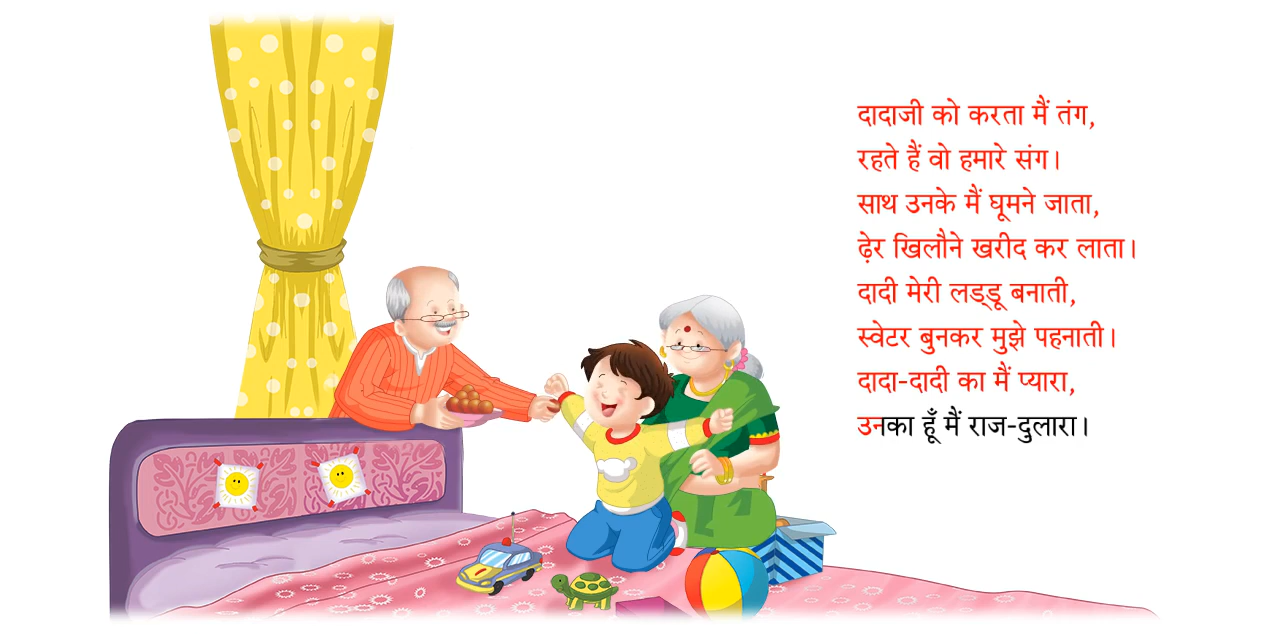 दादाजी को करता मैं तंग,
रहते हैं वो हमारे संग।
साथ उनके मैं घूमने जाता,
ढ़ेर खिलौने खरीद कर लाता।
दादी मेरी लड्डू बनाती,
स्वेटर बुनकर मुझे पहनाती।
दादा-दादी का मैं प्यारा,
उनका हूँ मैं राज-दुलारा।